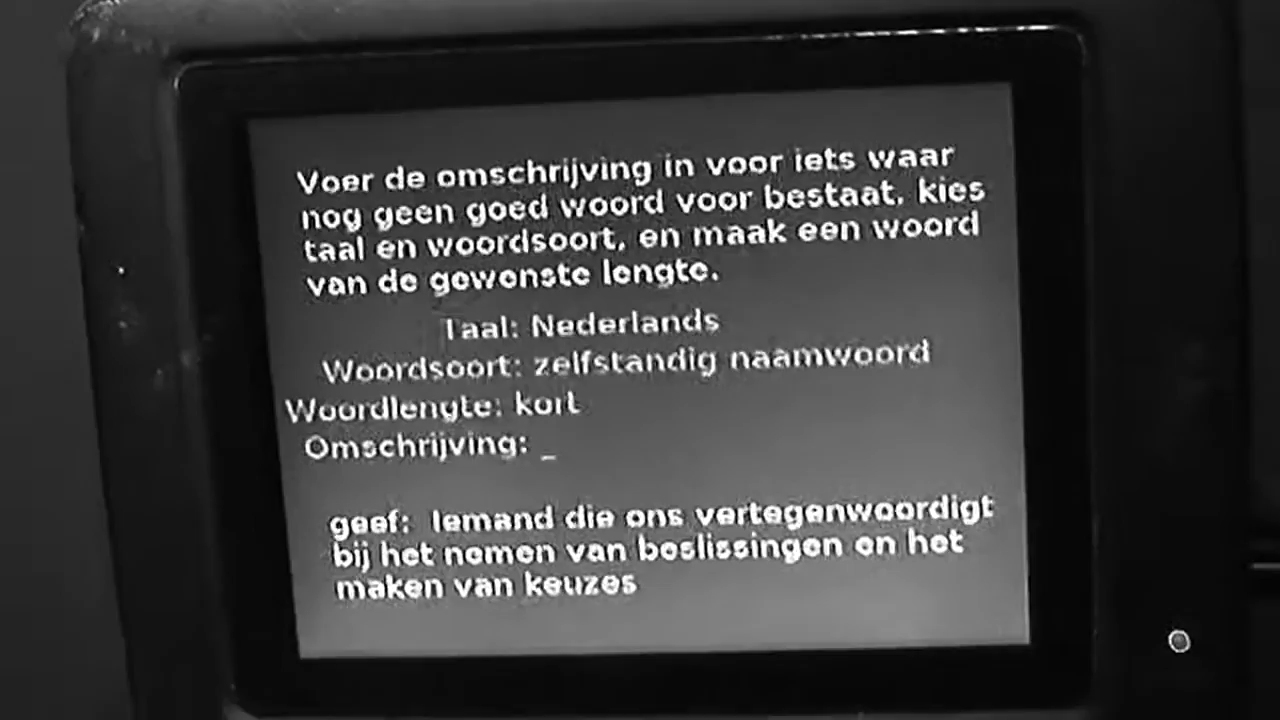 Voer de omschrijving in voor iets waar
nog geen goed woord voor bestaat, kies
taal en woordsoort, en maak een woord
van de gewenste lengte.
Taal: Nederlands
Woordsoort: zelfstandig naamwoord
Woordlengte: kort
Omschrijving: _
geef: Iemand die ons vertegenwoordigt
bij het nemen van beslissingen en het
maken van keuzes